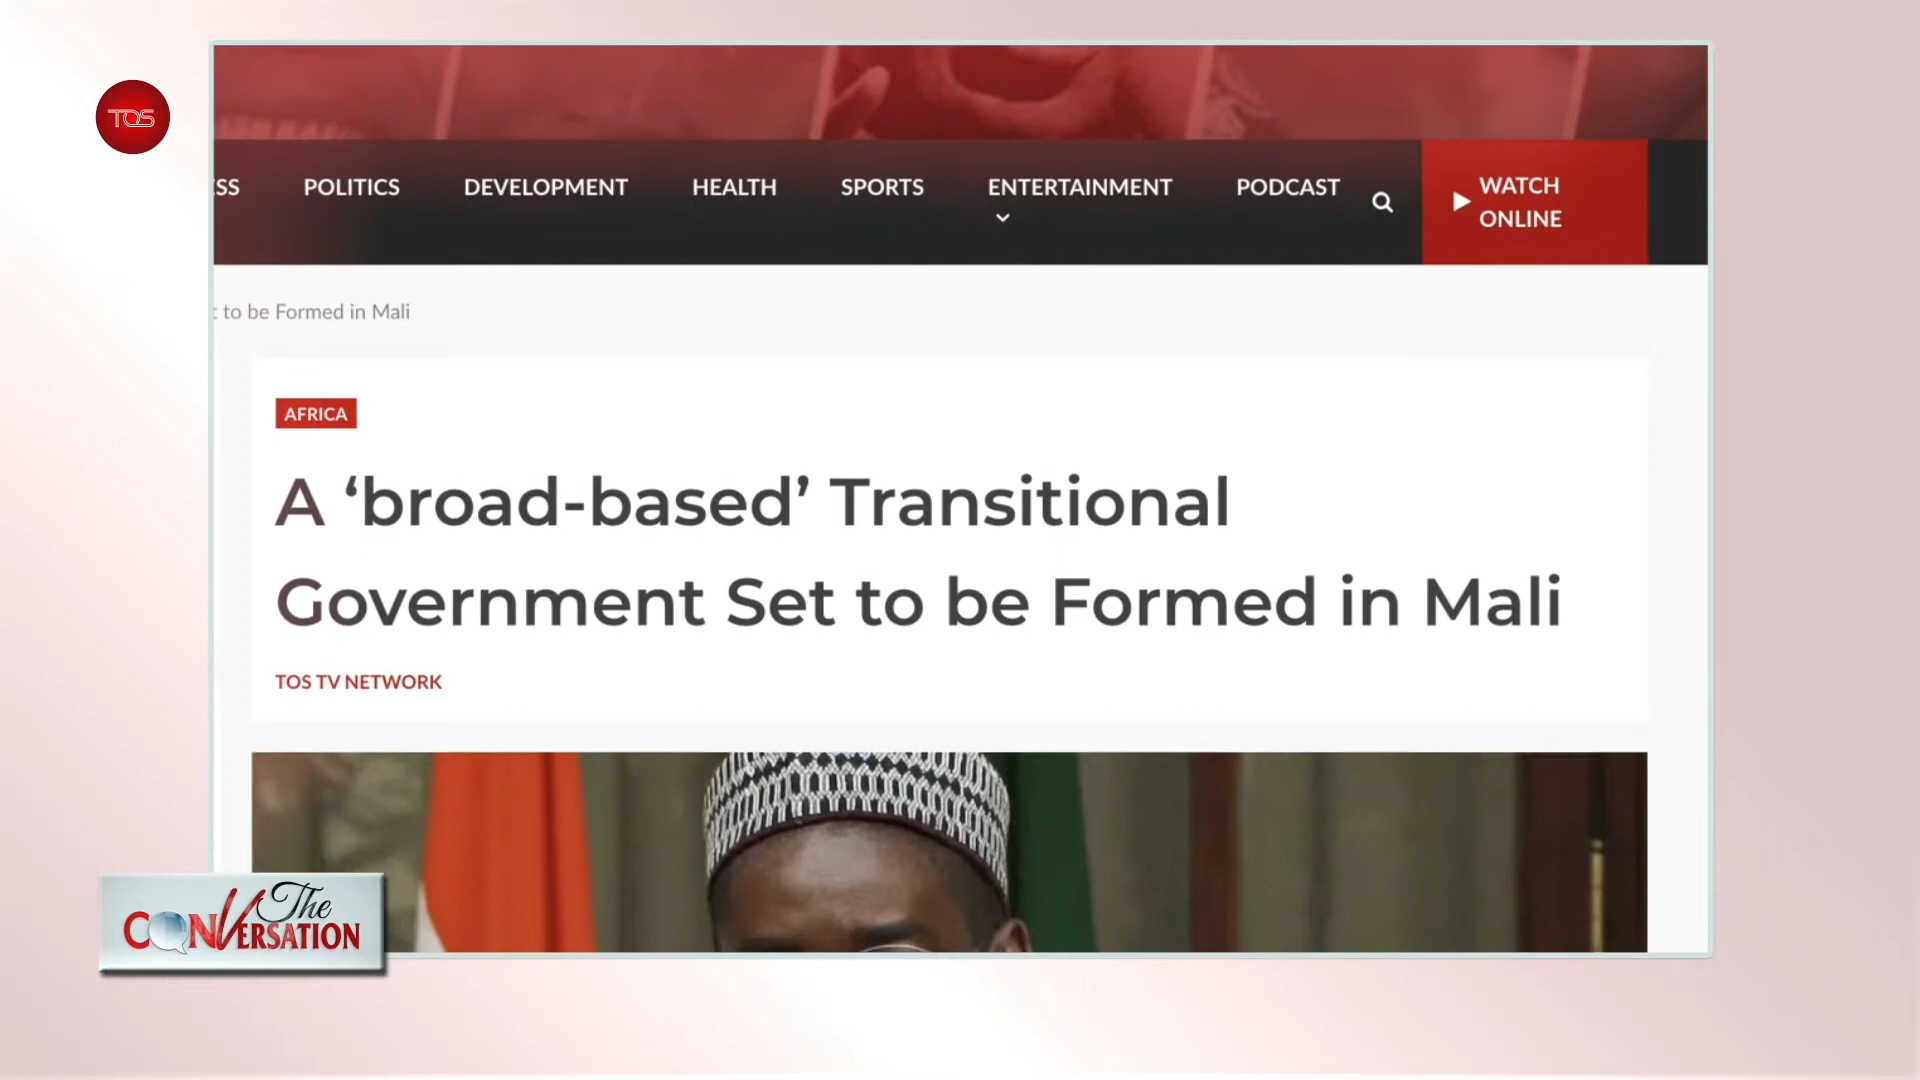 TOS
SS
POLITICS
DEVELOPMENT
HEALTH
SPORTS
ENTERTAINMENT
PODCAST
WATCH
ONLINE
to be Formed in Mali
AFRICA
A ‘broad-based’ Transitional
Government Set to be Formed in Mali
TOS TV NETWORK
The
CONVERSATION